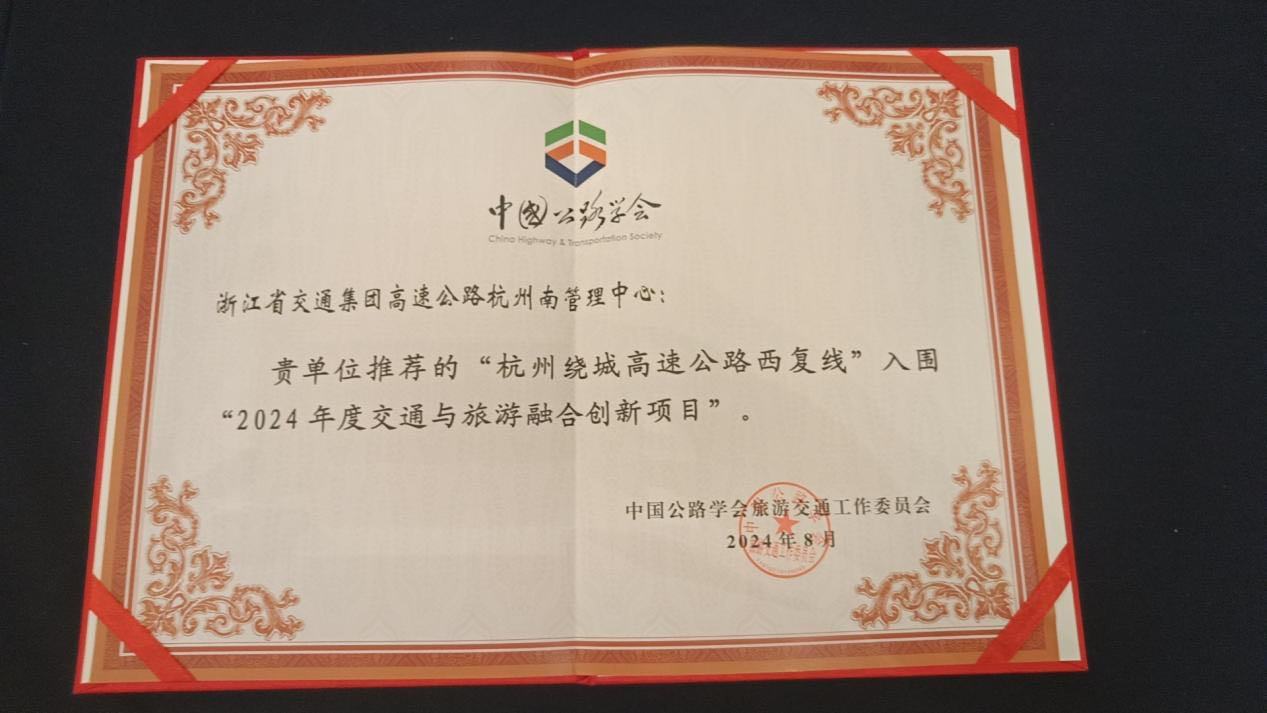 中国公路学会
China Highway & Transportation Society
浙江省交通集团高速公路杭州南管理中心：
贵单位推荐的“杭州绕城高速公路西复线”入围
“2024年度交通与旅游融合创新项目”。
中国公路学会旅游交通工作委员会
2024年8月